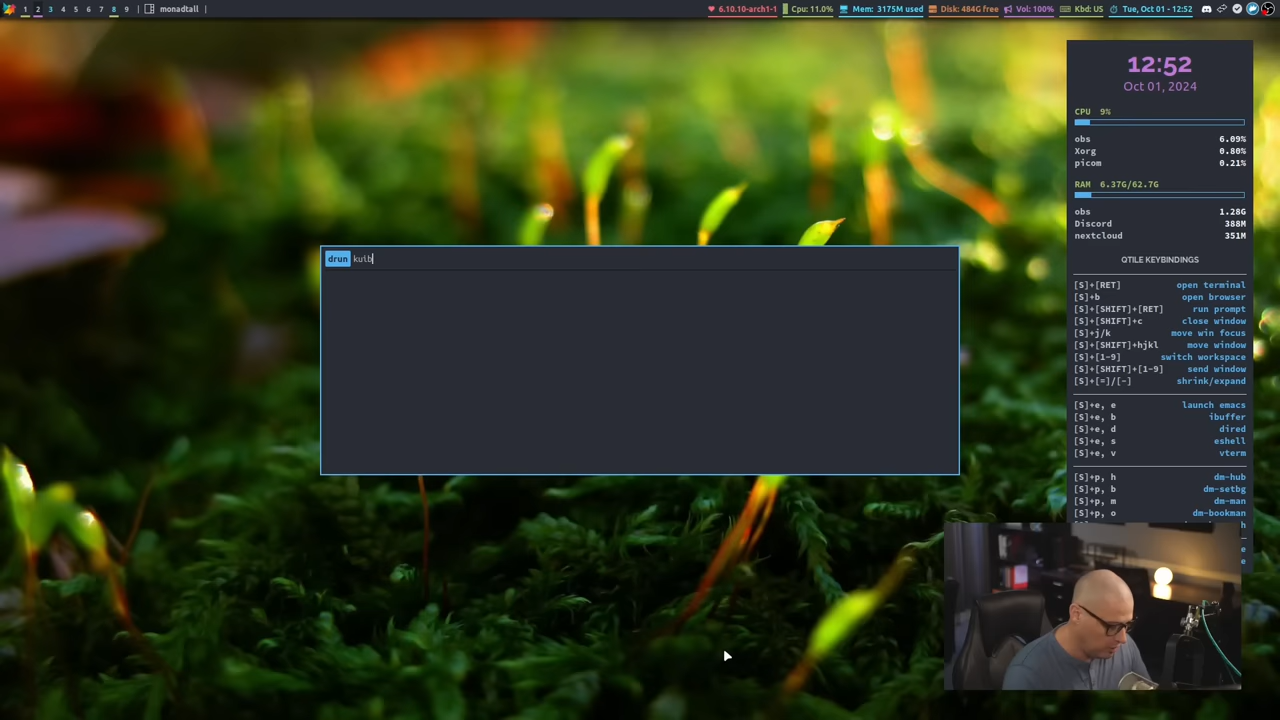 1 2 3 4 5 6 7 8 9 | monadtall |
6.10.10-arch1-1 Cpu: 11.0% Mem: 3175M used Disk: 484G free Vol: 100% Kbd: US Tue, Oct 01 - 12:52
12:52
Oct 01, 2024
CPU 9%
obs 6.09%
Xorg 0.80%
picom 0.21%
RAM 6.37G/62.7G
obs 1.28G
Discord 388M
nextcloud 351M
QTILE KEYBINDINGS
[S]+[RET] open terminal
[S]+b open browser
[S]+[SHIFT]+[RET] run prompt
[S]+[SHIFT]+c close window
[S]+j/k move win focus
[S]+[SHIFT]+hjkl move window
[S]+[1-9] switch workspace
[S]+[SHIFT]+[1-9] send window
[S]+[=]/[-] shrink/expand
[S]+e, e launch emacs
[S]+e, b ibuffer
[S]+e, d dired
[S]+e, s eshell
[S]+e, v vterm
[S]+p, h dm-hub
[S]+p, b dm-setbg
[S]+p, m dm-man
[S]+p, o dm-bookman
h
e
e
drun kulb